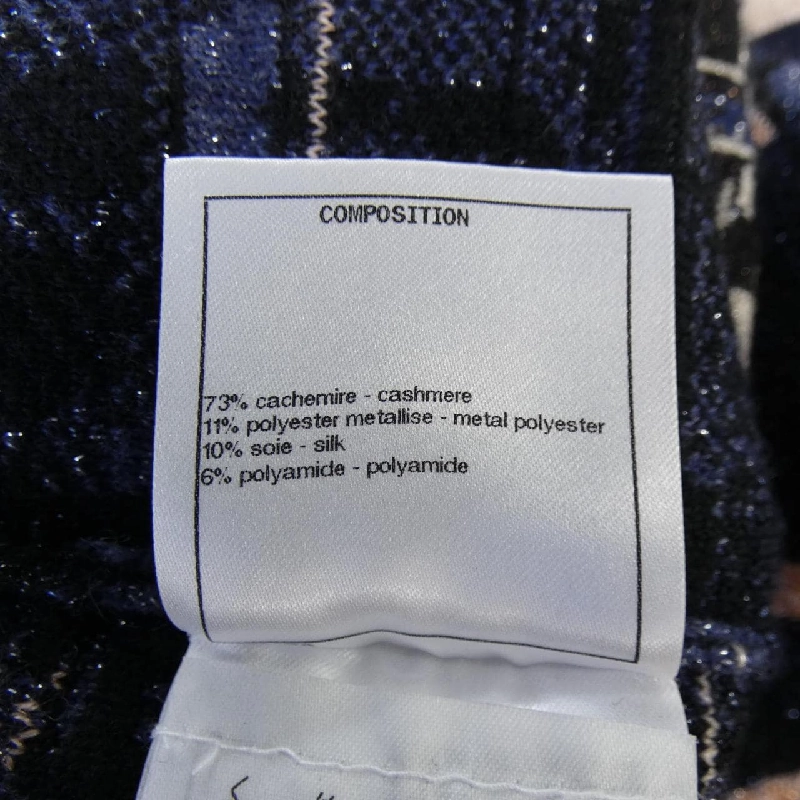 COMPOSITION
73% cachemire - cashmere
11% polyester metallise - metal polyester
10% soie - silk
6% polyamide - polyamide